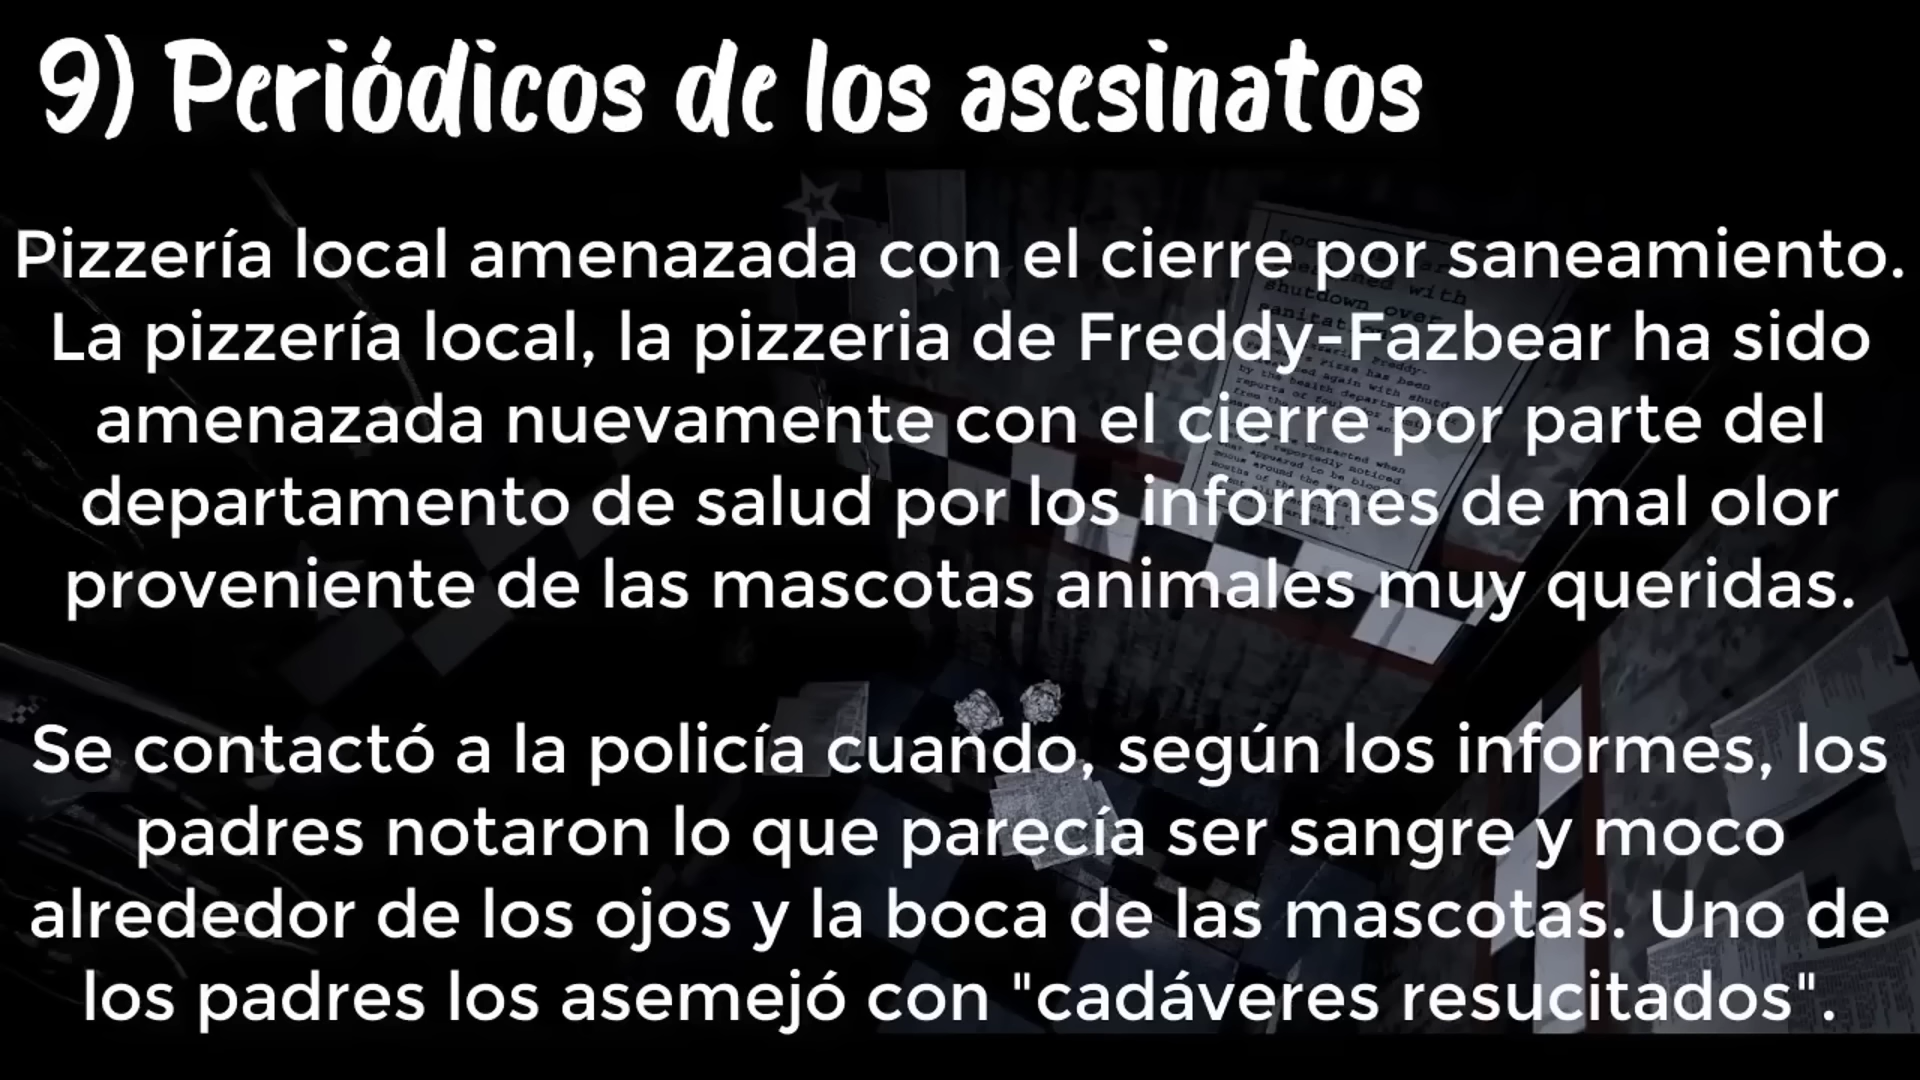 9) Periódicos de los asesinatos
Pizzería local amenazada con el cierre por saneamiento.
La pizzería local, la pizzeria de Freddy-Fazbear ha sido
amenazada nuevamente con el cierre por parte del
departamento de salud por los informes de mal olor
proveniente de las mascotas animales muy queridas.
Se contactó a la policía cuando, según los informes, los
padres notaron lo que parecía ser sangre y moco
alrededor de los ojos y la boca de las mascotas. Uno de
los padres los asemejó con "cadáveres resucitados".